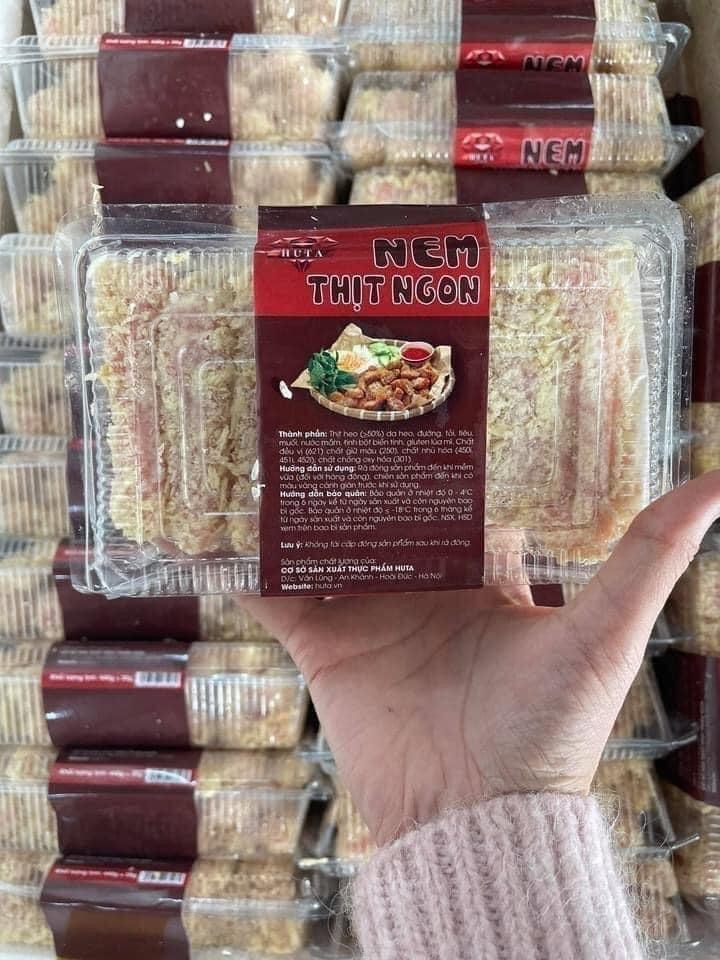 NEM
HUTA
NEM
HUTA
NEM
THỊT NGON
Thành phần: Thịt heo (≥50%) da heo, đường, tỏi, tiêu,
muối, nước mắm, tinh bột biến tính, gluten lúa mì. Chất
điều vị (621) chất giữ màu (250), chất nhũ hóa (450i,
451i, 452i), chất chống oxy hóa (301)
Hướng dẫn sử dụng: Rã đông sản phẩm đến khi mềm
vừa (đối với hàng đông), chiên sản phẩm đến khi có
màu vàng cánh gián trước khi sử dụng.
Hướng dẫn bảo quản: Bảo quản ở nhiệt độ 0 - 4°C
trong 6 ngày kể từ ngày sản xuất và còn nguyên bao
bì gốc. Bảo quản ở nhiệt độ ≤ -18°C trong 6 tháng kể
từ ngày sản xuất và còn nguyên bao bì gốc. NSX, HSD
xem trên bao bì sản phẩm.
Lưu ý: Không tái cấp đông sản phẩm sau khi rã đông.
Sản phẩm chất lượng của:
CƠ SỞ SẢN XUẤT THỰC PHẨM HUTA
Đ/c: Vân Lũng - An Khánh - Hoài Đức - Hà Nội
Website: huta.vn